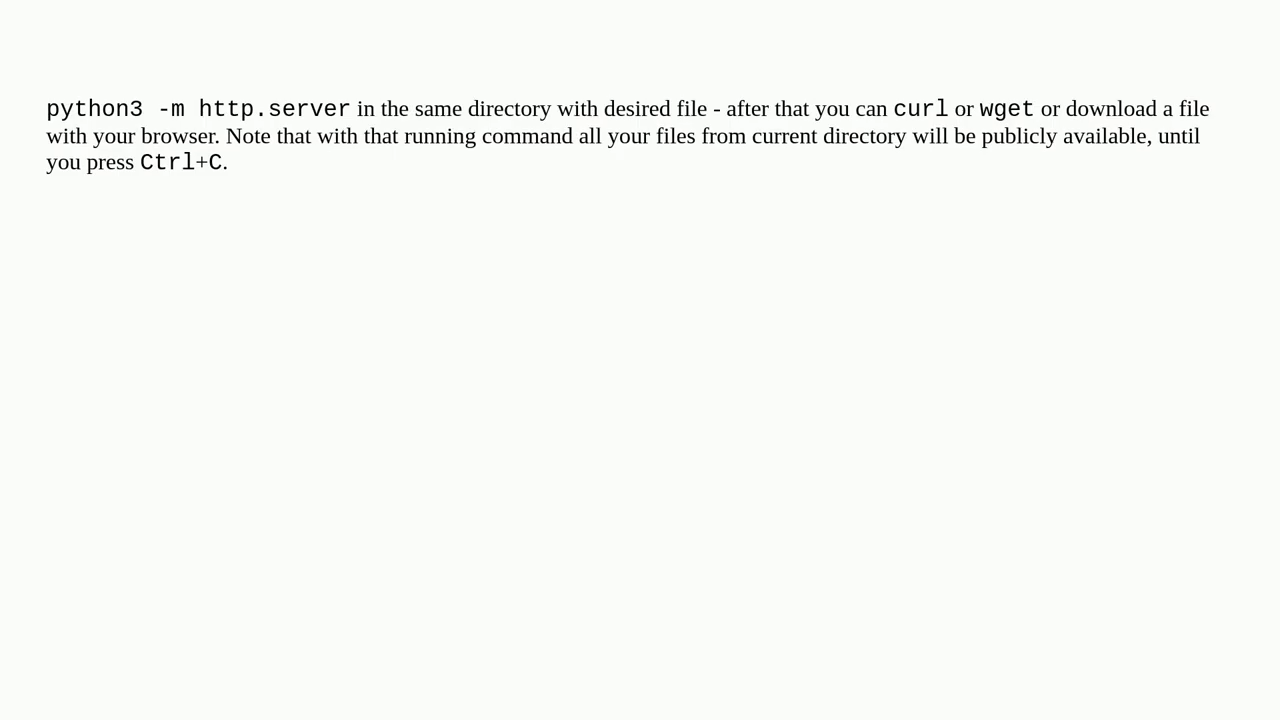 python3 -m http.server in the same directory with desired file - after that you can curl or wget or download a file
with your browser. Note that with that running command all your files from current directory will be publicly available, until
you press Ctrl+C.